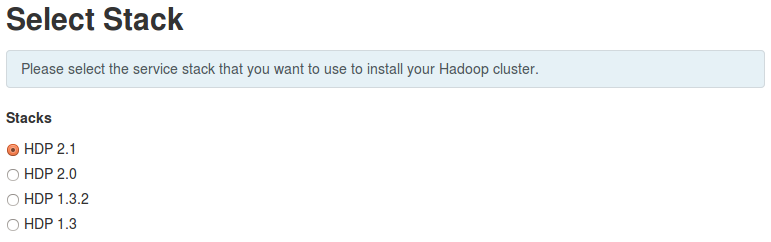 Select Stack
Please select the service stack that you want to use to install your Hadoop cluster.
Stacks
HDP 2.1
HDP 2.0
HDP 1.3.2
HDP 1.3